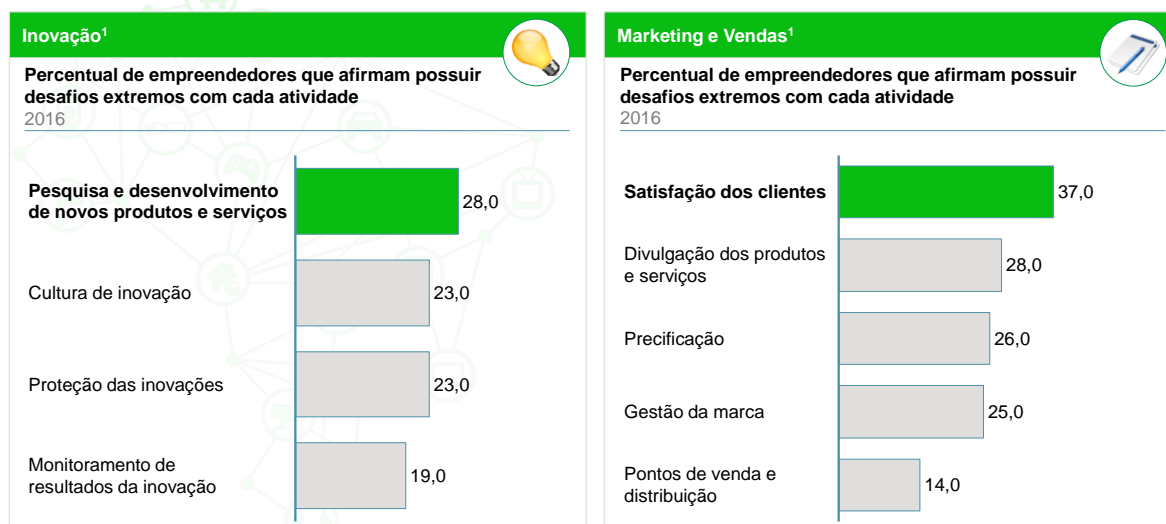 Inovação¹
Percentual de empreendedores que afirmam possuir
desafios extremos com cada atividade
2016
Pesquisa e desenvolvimento
de novos produtos e serviços
28,0
Cultura de inovação
23,0
Proteção das inovações
23,0
Monitoramento de
resultados da inovação
19,0
Marketing e Vendas¹
Percentual de empreendedores que afirmam possuir
desafios extremos com cada atividade
2016
Satisfação dos clientes
37,0
Divulgação dos produtos
e serviços
28,0
Precificação
26,0
Gestão da marca
25,0
Pontos de venda e
distribuição
14,0